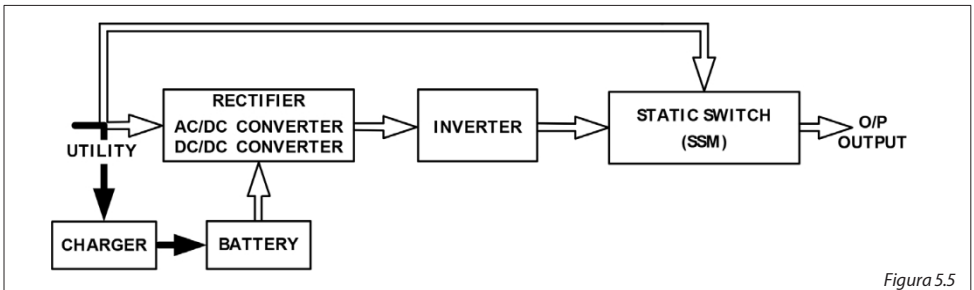 RECTIFIER
AC/DC CONVERTER
DC/DC CONVERTER
INVERTER
STATIC SWITCH
(SSM)
O/P
OUTPUT
UTILITY
CHARGER
BATTERY
Figura 5.5